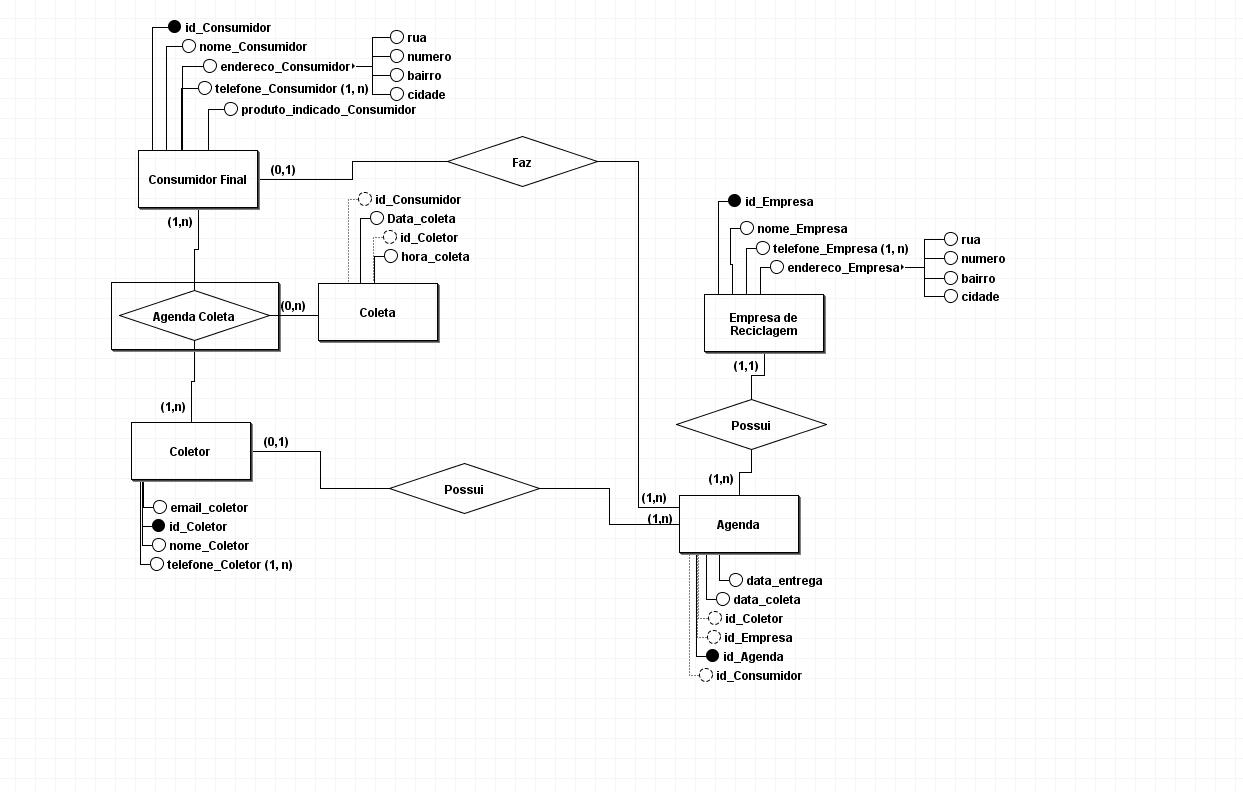 id_Consumidor
nome_Consumidor
endereco_Consumidor
rua
numero
bairro
cidade
telefone_Consumidor (1, n)
produto_indicado_Consumidor
Consumidor Final
(0,1)
Faz
(1,n)
id_Consumidor
Data_coleta
id_Coletor
hora_coleta
Agenda Coleta
(0,n)
Coleta
id_Empresa
nome_Empresa
telefone_Empresa (1, n)
endereco_Empresa
rua
numero
bairro
cidade
Empresa de
Reciclagem
(1,1)
Possui
(1,n)
(1,n)
Coletor
(0,1)
Possui
(1,n)
(1,n)
Agenda
email_coletor
id_Coletor
nome_Coletor
telefone_Coletor (1, n)
data_entrega
data_coleta
id_Coletor
id_Empresa
id_Agenda
id_Consumidor